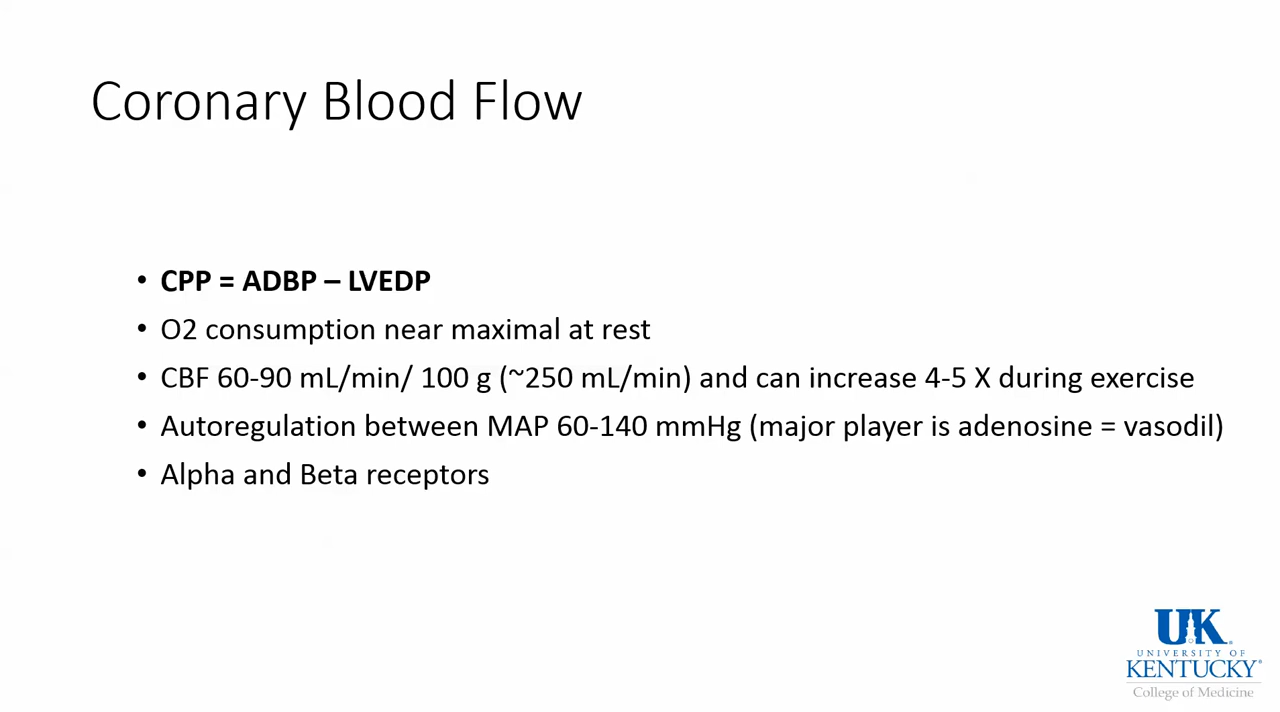 Coronary Blood Flow
• CPP = ADBP – LVEDP
• O2 consumption near maximal at rest
• CBF 60-90 mL/min/ 100 g (~250 mL/min) and can increase 4-5 X during exercise
• Autoregulation between MAP 60-140 mmHg (major player is adenosine = vasodil)
• Alpha and Beta receptors
UK
UNIVERSITY OF
KENTUCKY®
College of Medicine